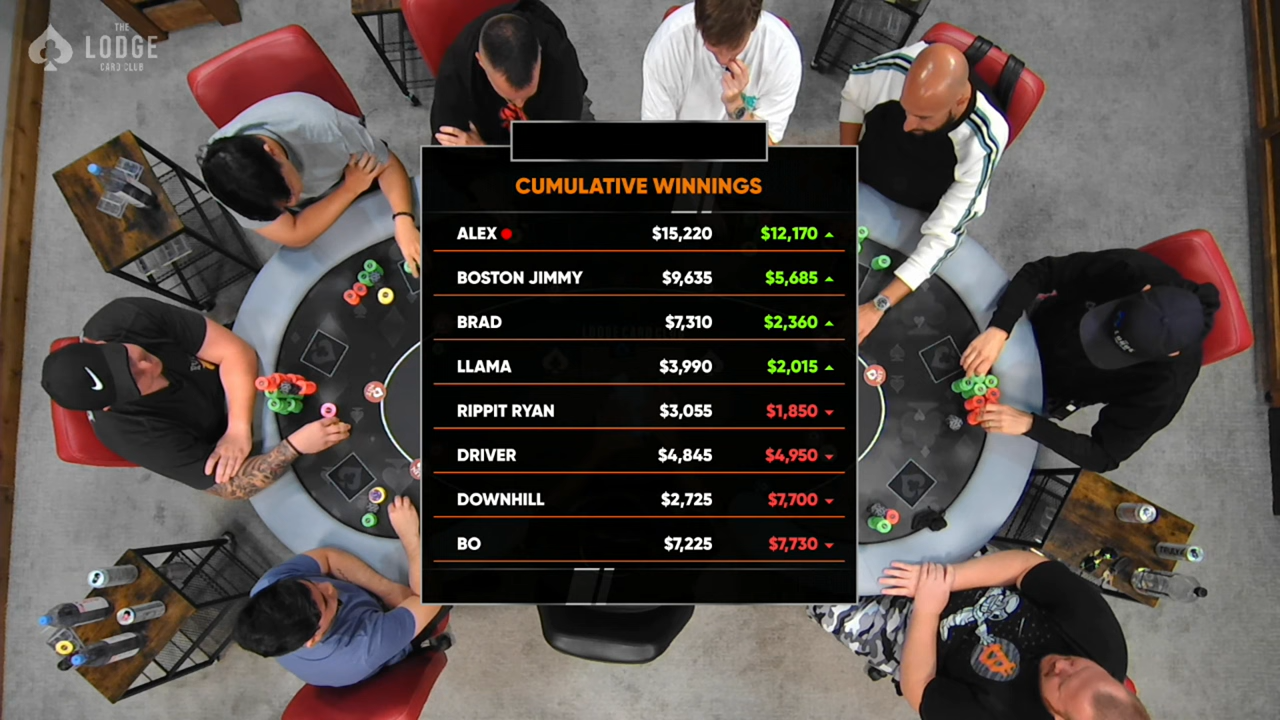 THE
LODGE
CARD CLUB
CUMULATIVE WINNINGS
ALEX $15,220 $12,170
BOSTON JIMMY $9,635 $5,685
BRAD $7,310 $2,360
LLAMA $3,990 $2,015
RIPPIT RYAN $3,055 $1,850
DRIVER $4,845 $4,950
DOWNHILL $2,725 $7,700
BO $7,225 $7,730